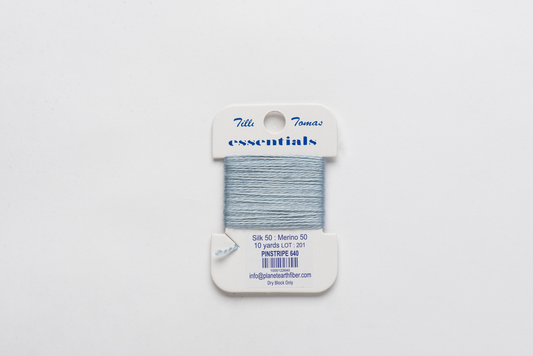 Tilli Tomas
essentials
Silk 50 : Merino 50
10 yards LOT : 201
PINSTRIPE 640
info@planetearthfiber.com
Dry Block Only